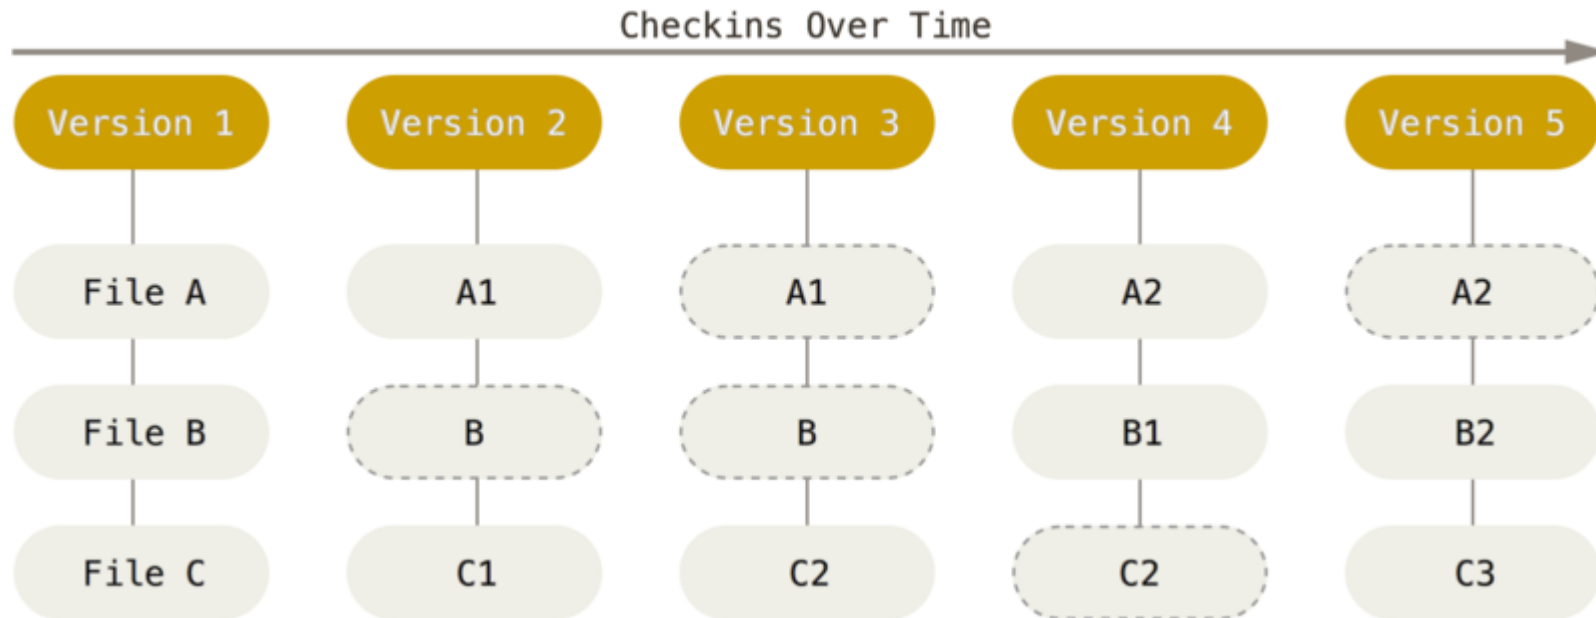 Checkins Over Time
Version 1 Version 2 Version 3 Version 4 Version 5
File A A1 A1 A2 A2
File B B B B1 B2
File C C1 C2 C2 C3